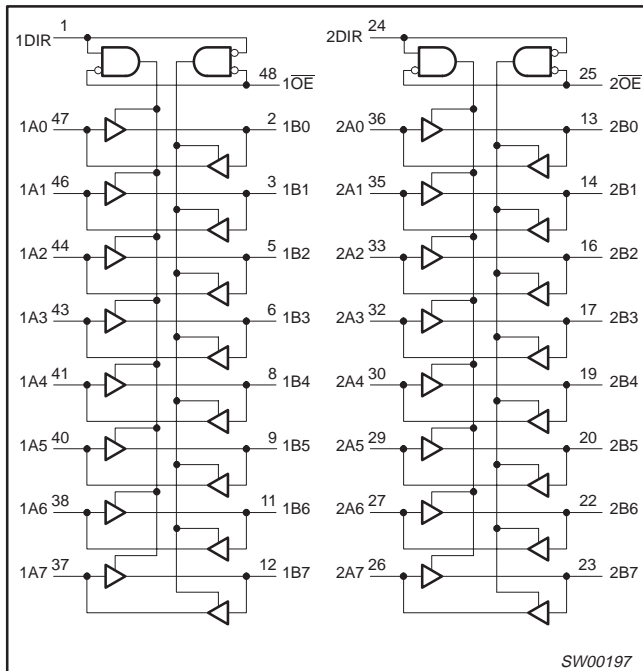 1DIR 1 2DIR 24
48 1OE 25 2OE
1A0 47 2 1B0 2A0 36 13 2B0
1A1 46 3 1B1 2A1 35 14 2B1
1A2 44 5 1B2 2A2 33 16 2B2
1A3 43 6 1B3 2A3 32 17 2B3
1A4 41 8 1B4 2A4 30 19 2B4
1A5 40 9 1B5 2A5 29 20 2B5
1A6 38 11 1B6 2A6 27 22 2B6
1A7 37 12 1B7 2A7 26 23 2B7
SW00197